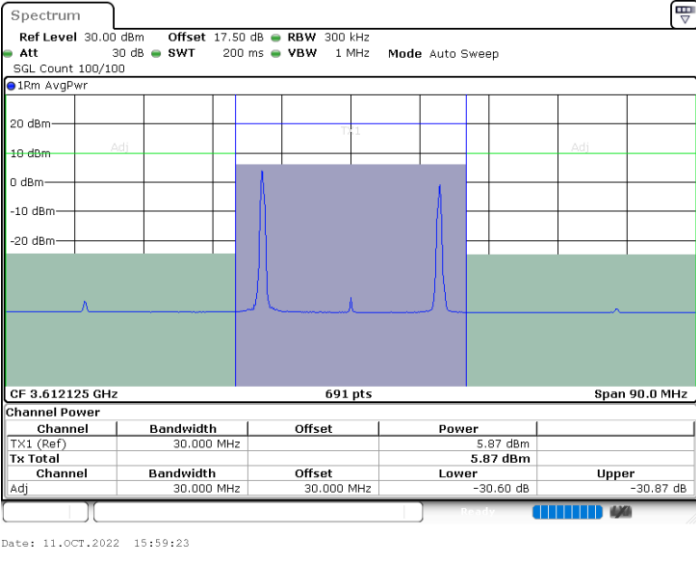 Spectrum
Ref Level 30.00 dBm Offset 17.50 dB RBW 300 kHz
Att 30 dB SWT 200 ms VBW 1 MHz Mode Auto Sweep
SGL Count 100/100
1Rm AvgPwr
20 dBm
TX1
Adj Adj
10 dBm
0 dBm
-10 dBm
-20 dBm
CF 3.612125 GHz 691 pts Span 90.0 MHz
Channel Power
Channel Bandwidth Offset Power
TX1 (Ref) 30.000 MHz 5.87 dBm
Tx Total 5.87 dBm
Channel Bandwidth Offset Lower Upper
Adj 30.000 MHz 30.000 MHz -30.60 dB -30.87 dB
Ready
Date: 11.OCT.2022 15:59:23